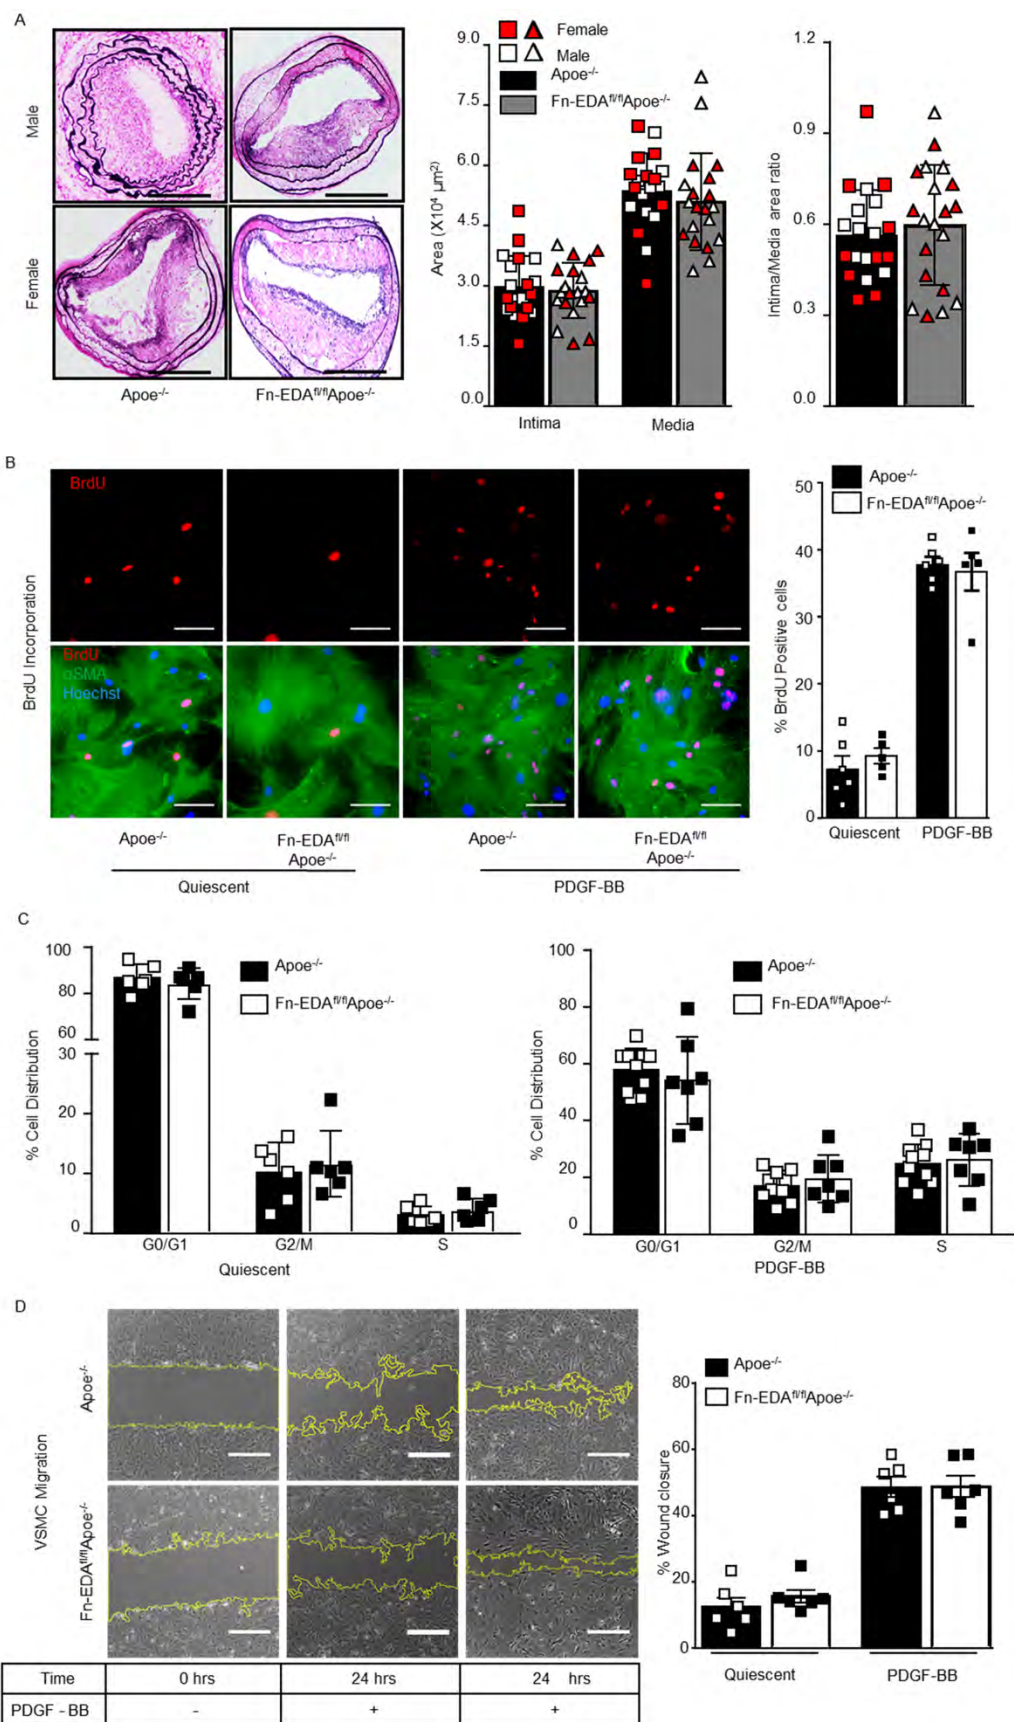 A
Male
Female
Apoe-/-
Fn-EDAfl/flApoe-/-
Female
Male
Apoe-/-
Fn-EDAfl/flApoe-/-
Area (X10⁴ µm²)
9.0
7.5
6.0
4.5
3.0
1.5
0.0
Intima
Media
Intima/Media area ratio
1.2
0.9
0.6
0.3
0.0
B
BrdU Incorporation
BrdU
BrdU
αSMA
Hoechst
Apoe-/-
Fn-EDAfl/fl
Apoe-/-
Apoe-/-
Fn-EDAfl/fl
Apoe-/-
Quiescent
PDGF-BB
Apoe-/-
Fn-EDAfl/flApoe-/-
% BrdU Positive cells
50
40
30
20
10
0
Quiescent
PDGF-BB
C
% Cell Distribution
100
80
60
30
20
10
0
Apoe-/-
Fn-EDAfl/flApoe-/-
G0/G1
G2/M
S
Quiescent
% Cell Distribution
100
80
60
40
20
0
Apoe-/-
Fn-EDAfl/flApoe-/-
G0/G1
G2/M
S
PDGF-BB
D
VSMC Migration
Apoe-/-
Fn-EDAfl/flApoe-/-
Time 0 hrs 24 hrs 24 hrs
PDGF - BB - + +
Apoe-/-
Fn-EDAfl/flApoe-/-
% Wound closure
80
60
40
20
0
Quiescent
PDGF-BB